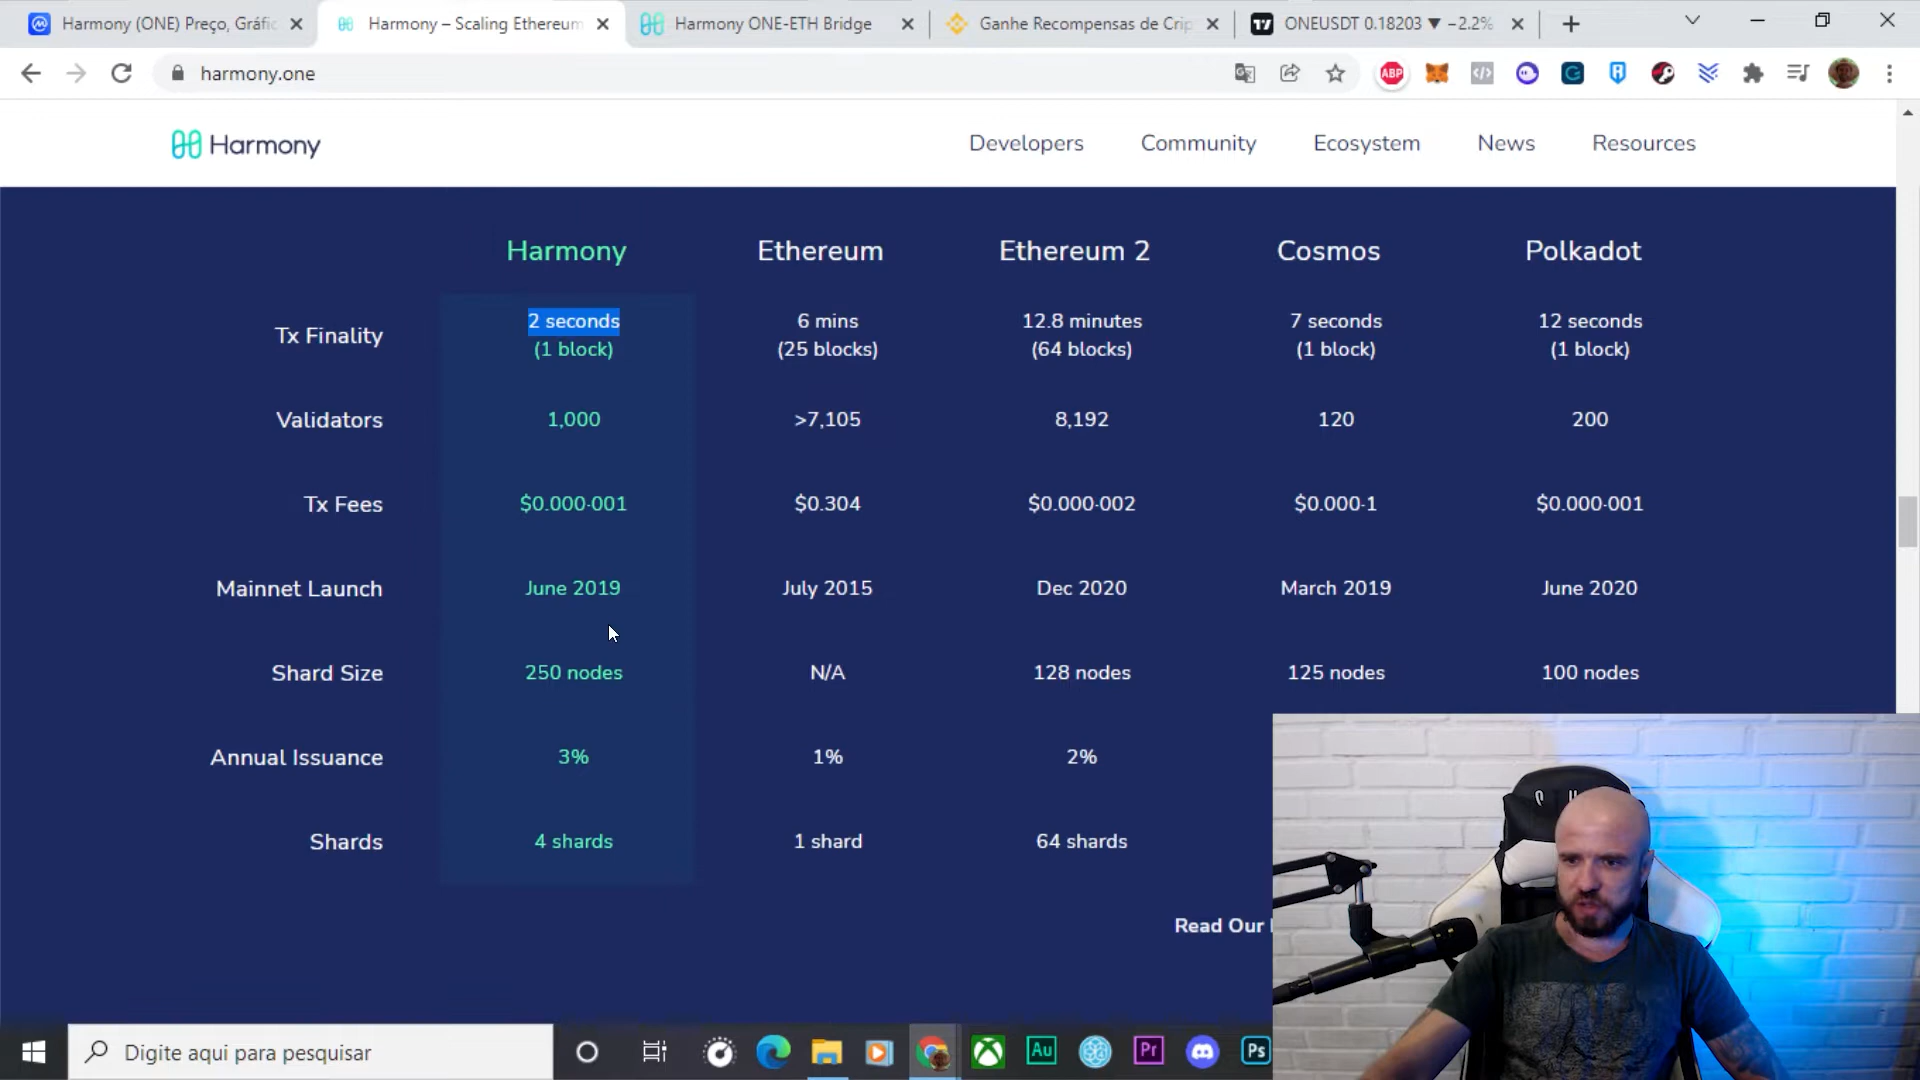 Harmony (ONE) Preço, Gráfic
Harmony – Scaling Ethereum
Harmony ONE-ETH Bridge
Ganhe Recompensas de Crip
ONEUSDT 0.18203 ▼ −2.2%
harmony.one
ABP
Harmony
Developers
Community
Ecosystem
News
Resources
Harmony Ethereum Ethereum 2 Cosmos Polkadot
Tx Finality
2 seconds 6 mins 12.8 minutes 7 seconds 12 seconds
(1 block) (25 blocks) (64 blocks) (1 block) (1 block)
Validators 1,000 >7,105 8,192 120 200
Tx Fees $0.000-001 $0.304 $0.000-002 $0.000-1 $0.000-001
Mainnet Launch June 2019 July 2015 Dec 2020 March 2019 June 2020
Shard Size 250 nodes N/A 128 nodes 125 nodes 100 nodes
Annual Issuance 3% 1% 2%
Shards 4 shards 1 shard 64 shards
Read Our
Digite aqui para pesquisar
Au
Pr
Ps